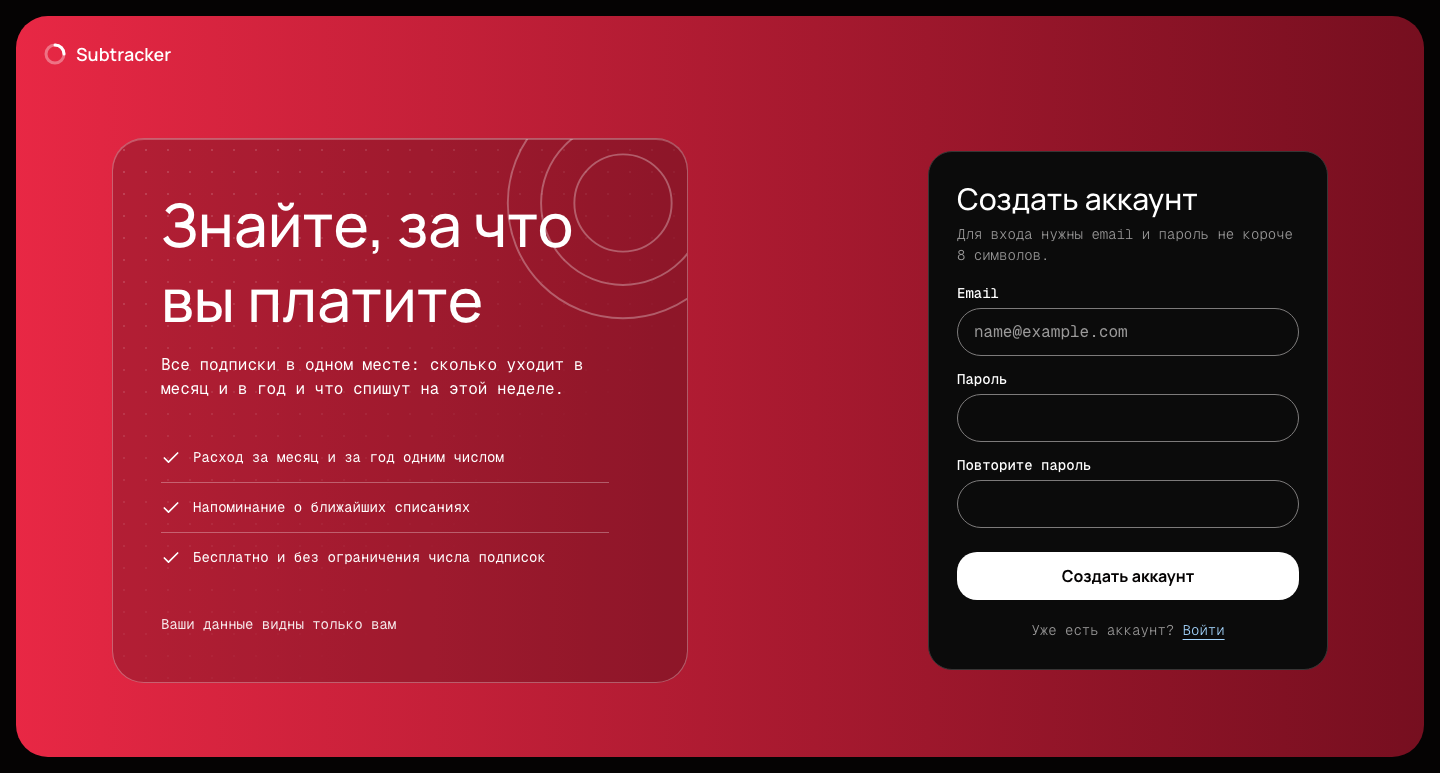 Subtracker
Знайте, за что
вы платите
Все подписки в одном месте: сколько уходит в
месяц и в год и что спишут на этой неделе.
Расход за месяц и за год одним числом
Напоминание о ближайших списаниях
Бесплатно и без ограничения числа подписок
Ваши данные видны только вам
Создать аккаунт
Для входа нужны email и пароль не короче
8 символов.
Email
name@example.com
Пароль
Повторите пароль
Создать аккаунт
Уже есть аккаунт? Войти